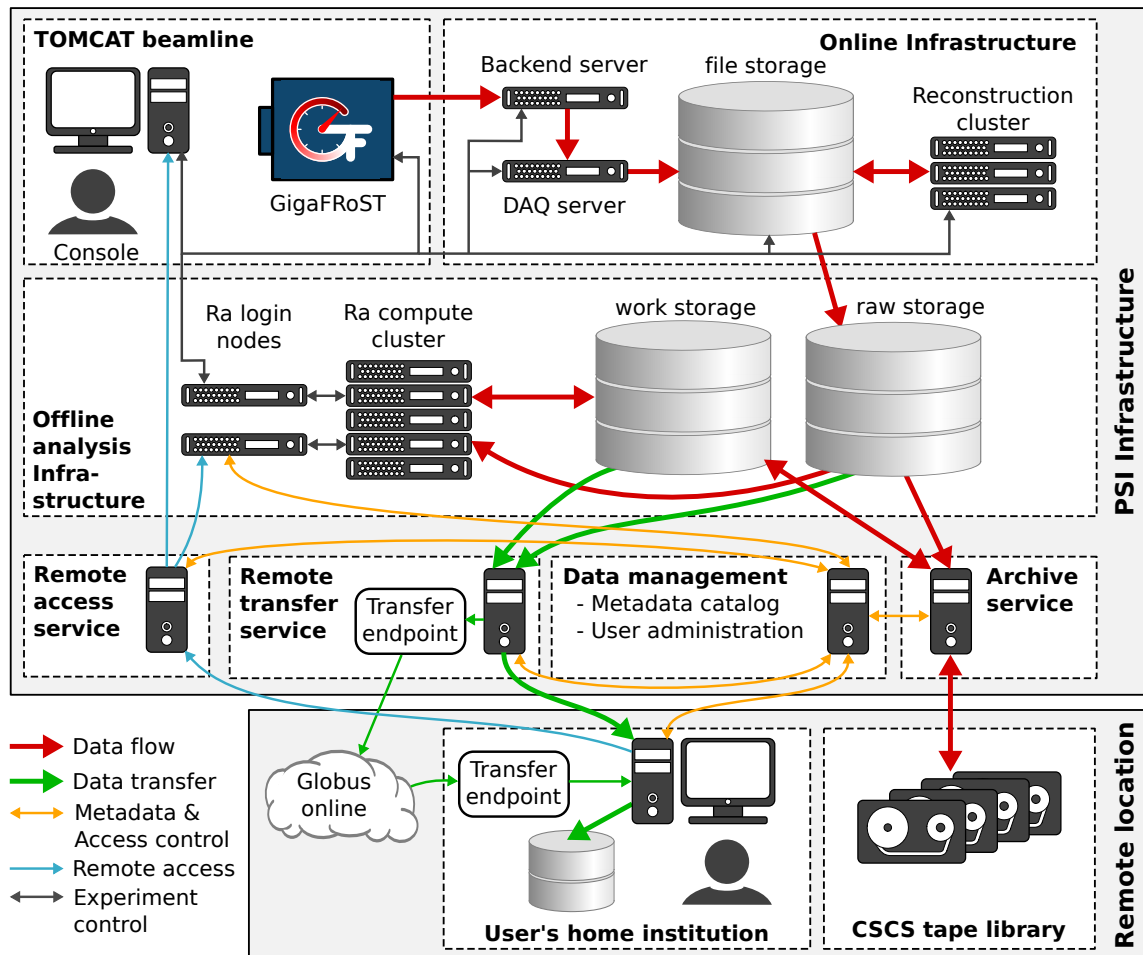 TOMCAT beamline
Console
GigaFRoST
GF
Online Infrastructure
Backend server
DAQ server
file storage
Reconstruction
cluster
PSI Infrastructure
Offline
analysis
Infra-
structure
Ra login
nodes
Ra compute
cluster
work storage
raw storage
Remote
access
service
Remote
transfer
service
Transfer
endpoint
Data management
- Metadata catalog
- User administration
Archive
service
Data flow
Data transfer
Metadata &
Access control
Remote access
Experiment
control
Globus
online
Transfer
endpoint
User's home institution
CSCS tape library
Remote location